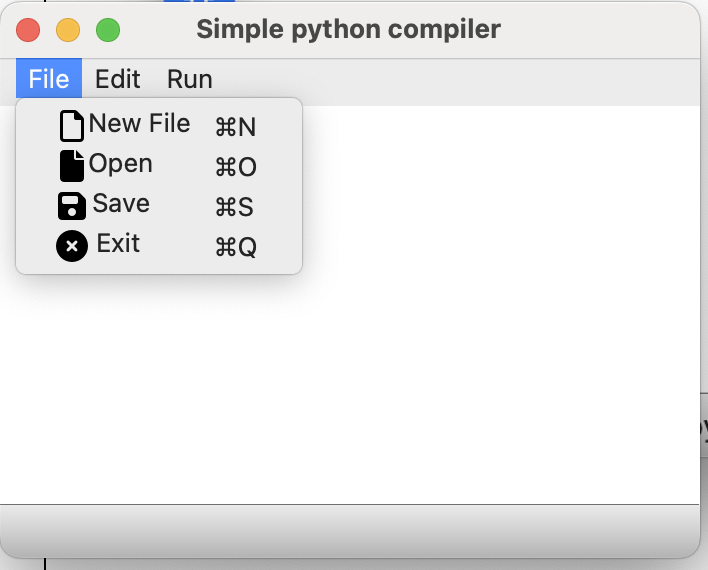 Simple python compiler
File Edit Run
New File ⌘N
Open ⌘O
Save ⌘S
Exit ⌘Q